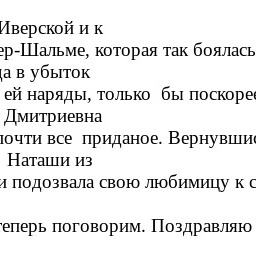 Иверской и к
ер-Шальме, которая так боялась
да в убыток
ей наряды, только бы поскорее
Дмитриевна
почти все приданое. Вернувшис
Наташи из
и подозвала свою любимицу к с
теперь поговорим. Поздравляю